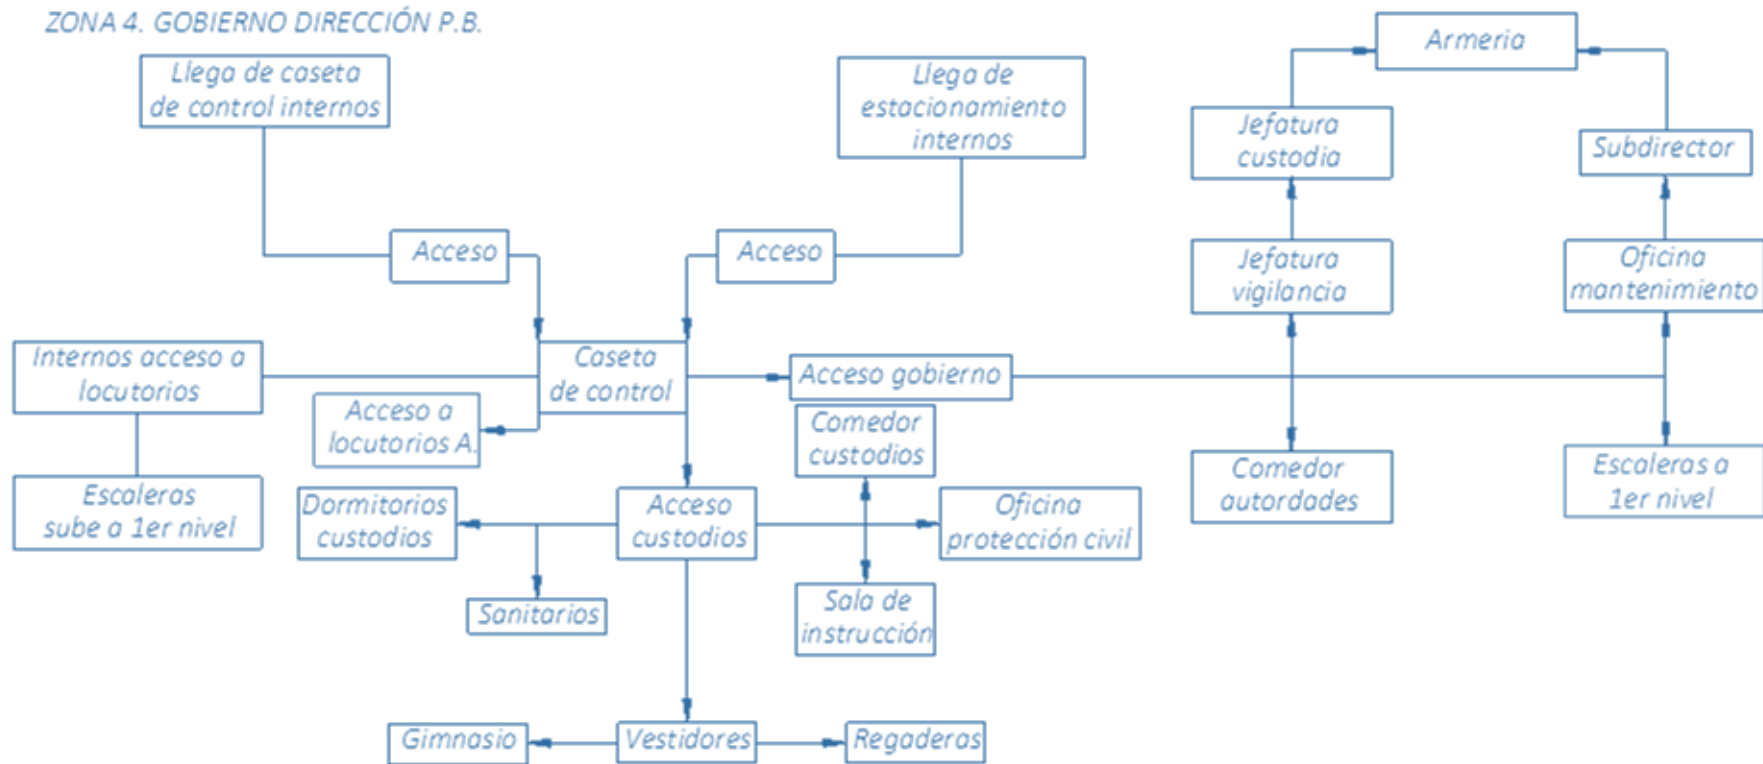 ZONA 4. GOBIERNO DIRECCIÓN P.B.
Llega de caseta
de control internos
Llega de
estacionamiento
internos
Armeria
Jefatura
custodia
Subdirector
Acceso
Acceso
Jefatura
vigilancia
Oficina
mantenimiento
Internos acceso a
locutorios
Caseta
de control
Acceso gobierno
Acceso a
locutorios A.
Comedor
custodios
Comedor
autordades
Escaleras a
1er nivel
Escaleras
sube a 1er nivel
Dormitorios
custodios
Acceso
custodios
Oficina
protección civil
Sanitarios
Sala de
instrucción
Gimnasio
Vestidores
Regaderas